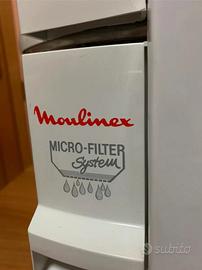 Moulinex
MICRO-FILTER
System
subito